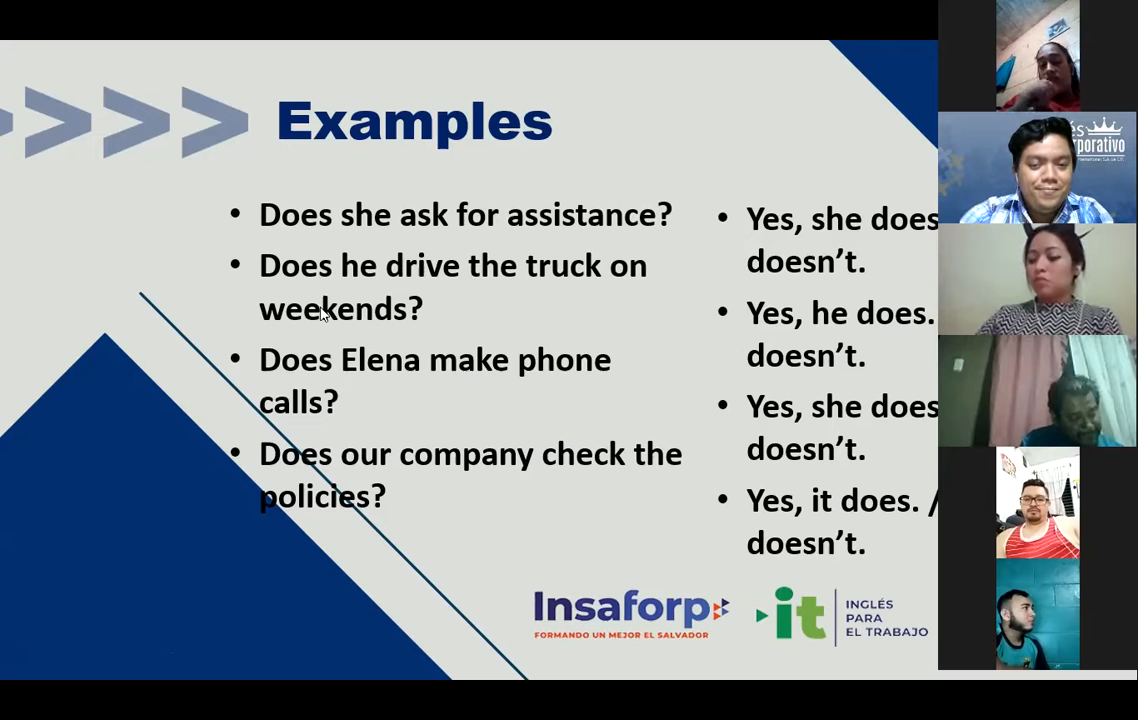 Examples
• Does she ask for assistance?
• Does he drive the truck on
weekends?
• Does Elena make phone
calls?
• Does our company check the
policies?
• Yes, she does
doesn't.
• Yes, he does.
doesn't.
• Yes, she does
doesn't.
• Yes, it does. /
doesn't.
Insaforp
FORMANDO UN MEJOR EL SALVADOR
it
INGLÉS
PARA
EL TRABAJO